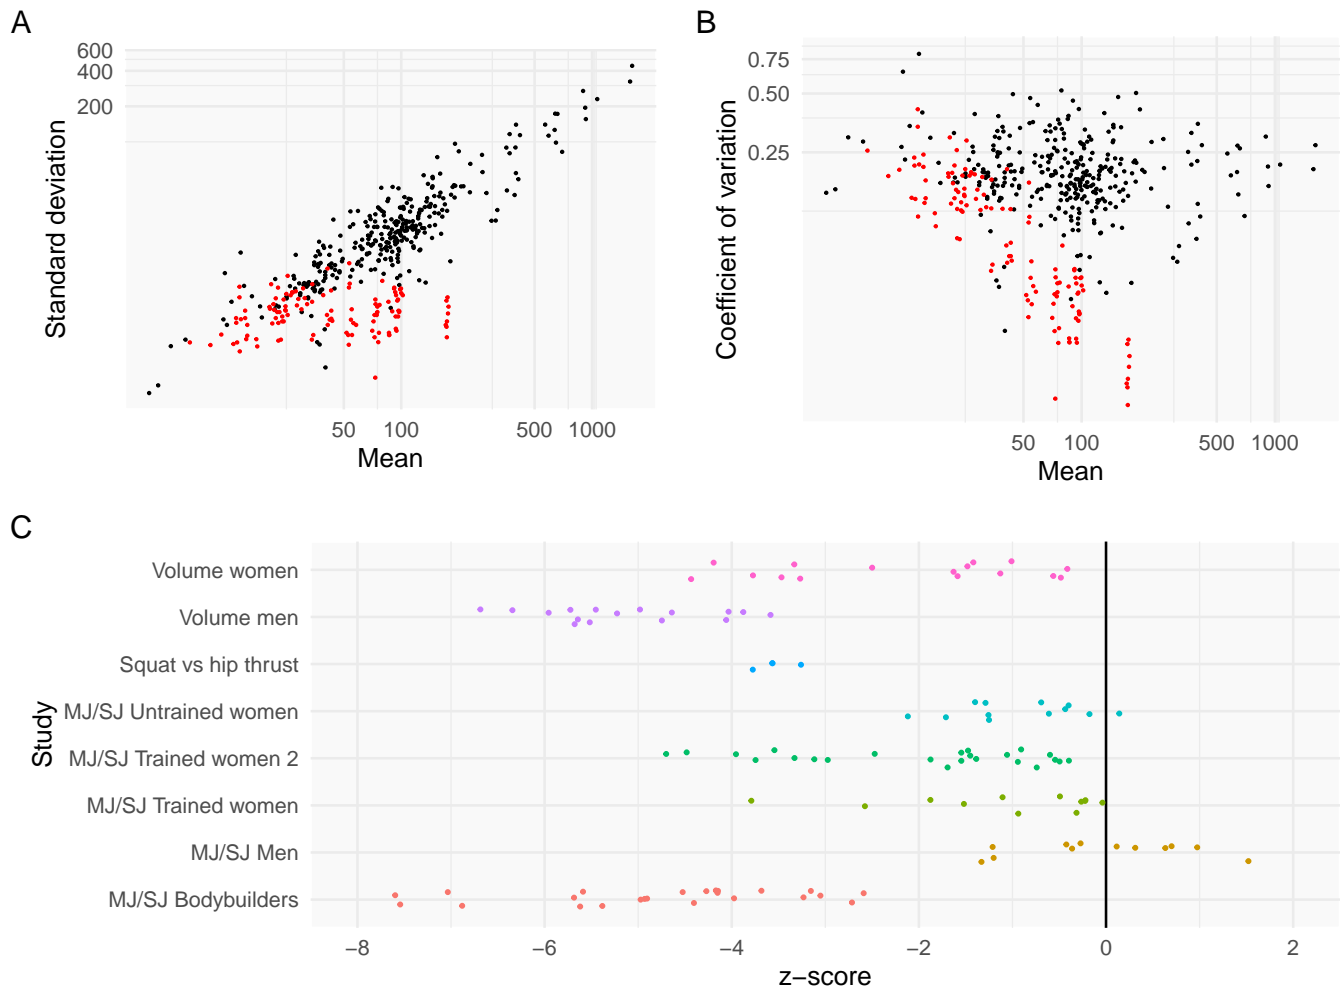 A
600
400
200
Standard deviation
50 100 500 1000
Mean
B
0.75
0.50
0.25
Coefficient of variation
50 100 500 1000
Mean
C
Study
Volume women
Volume men
Squat vs hip thrust
MJ/SJ Untrained women
MJ/SJ Trained women 2
MJ/SJ Trained women
MJ/SJ Men
MJ/SJ Bodybuilders
−8 −6 −4 −2 0 2
z−score